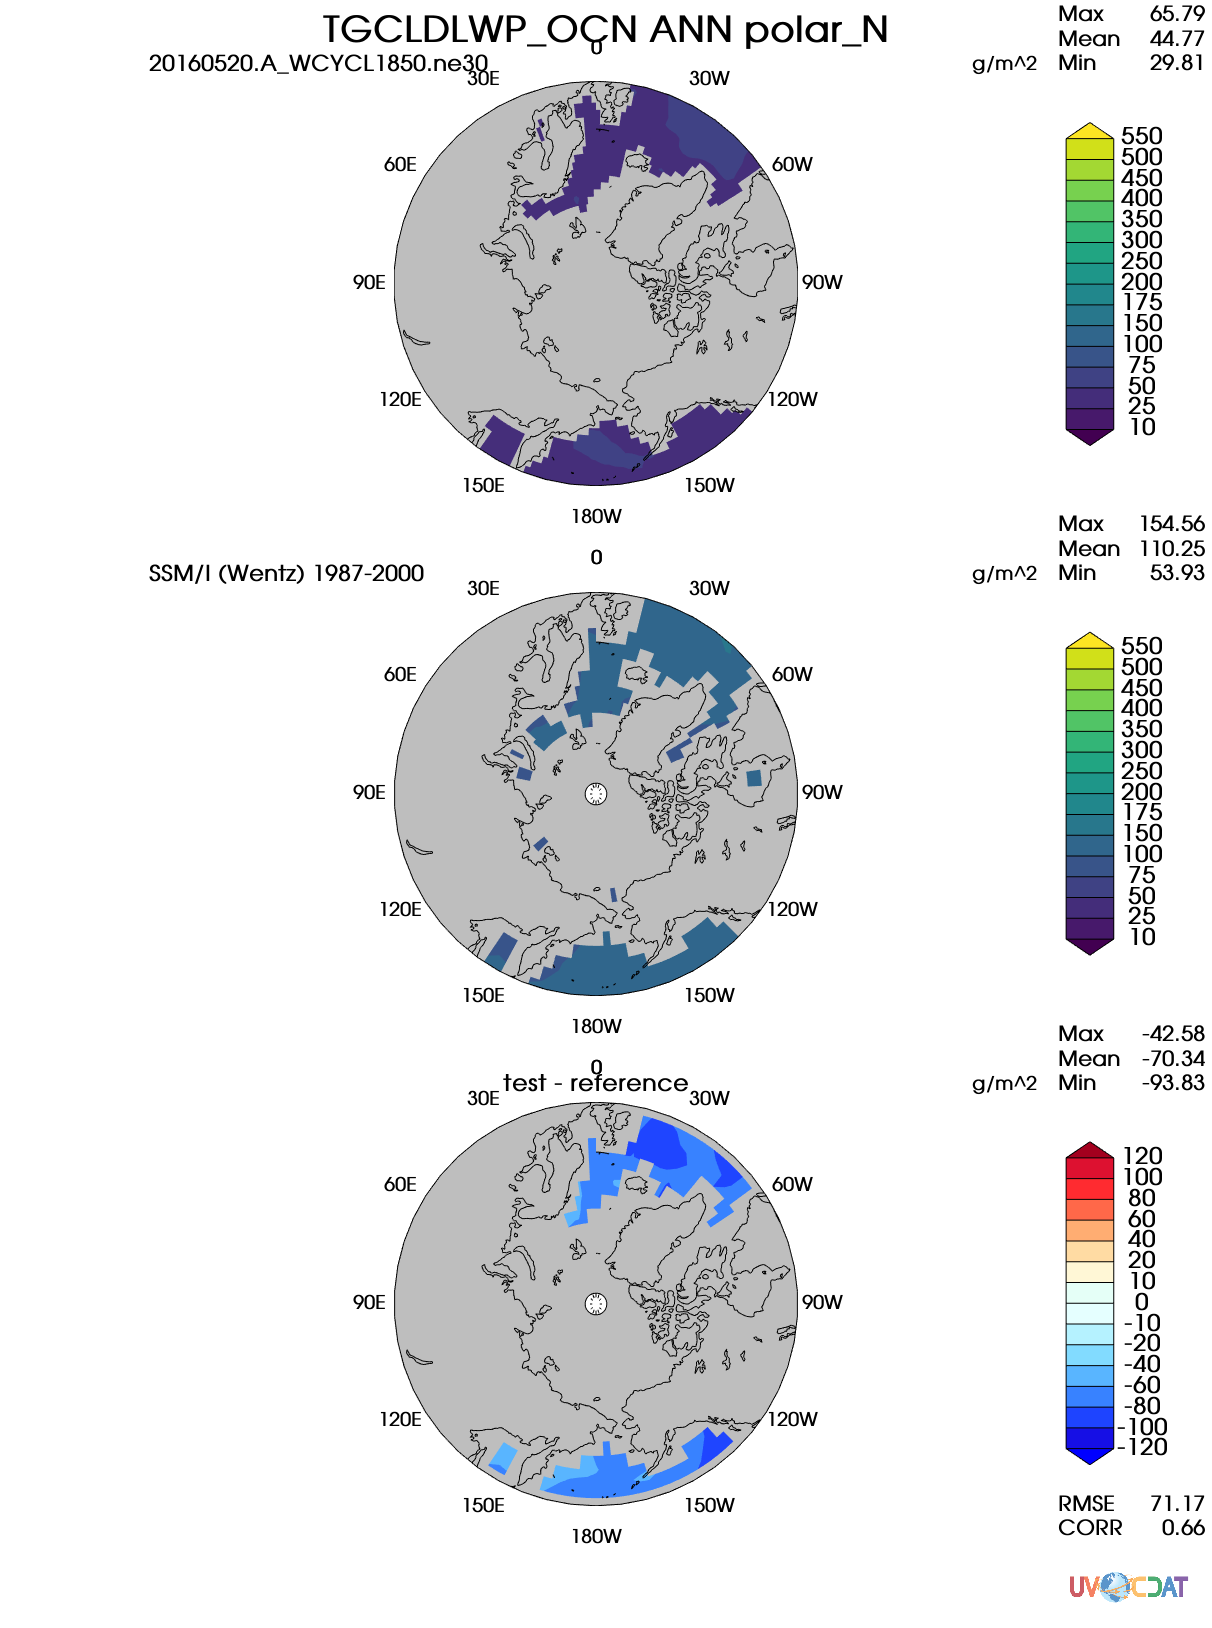 TGCLDLWP_OCN ANN polar_N
20160520.A_WCYCL1850.ne30
g/m^2
Max 65.79
Mean 44.77
Min 29.81
0
30E
30W
60E
60W
90E
90W
120E
120W
150E
150W
180W
550
500
450
400
350
300
250
200
175
150
100
75
50
25
10
SSM/I (Wentz) 1987-2000
g/m^2
Max 154.56
Mean 110.25
Min 53.93
0
30E
30W
60E
60W
90E
90W
120E
120W
150E
150W
180W
550
500
450
400
350
300
250
200
175
150
100
75
50
25
10
test - reference
g/m^2
Max -42.58
Mean -70.34
Min -93.83
0
30E
30W
60E
60W
90E
90W
120E
120W
150E
150W
180W
120
100
80
60
40
20
10
0
-10
-20
-40
-60
-80
-100
-120
RMSE 71.17
CORR 0.66
UV CDAT